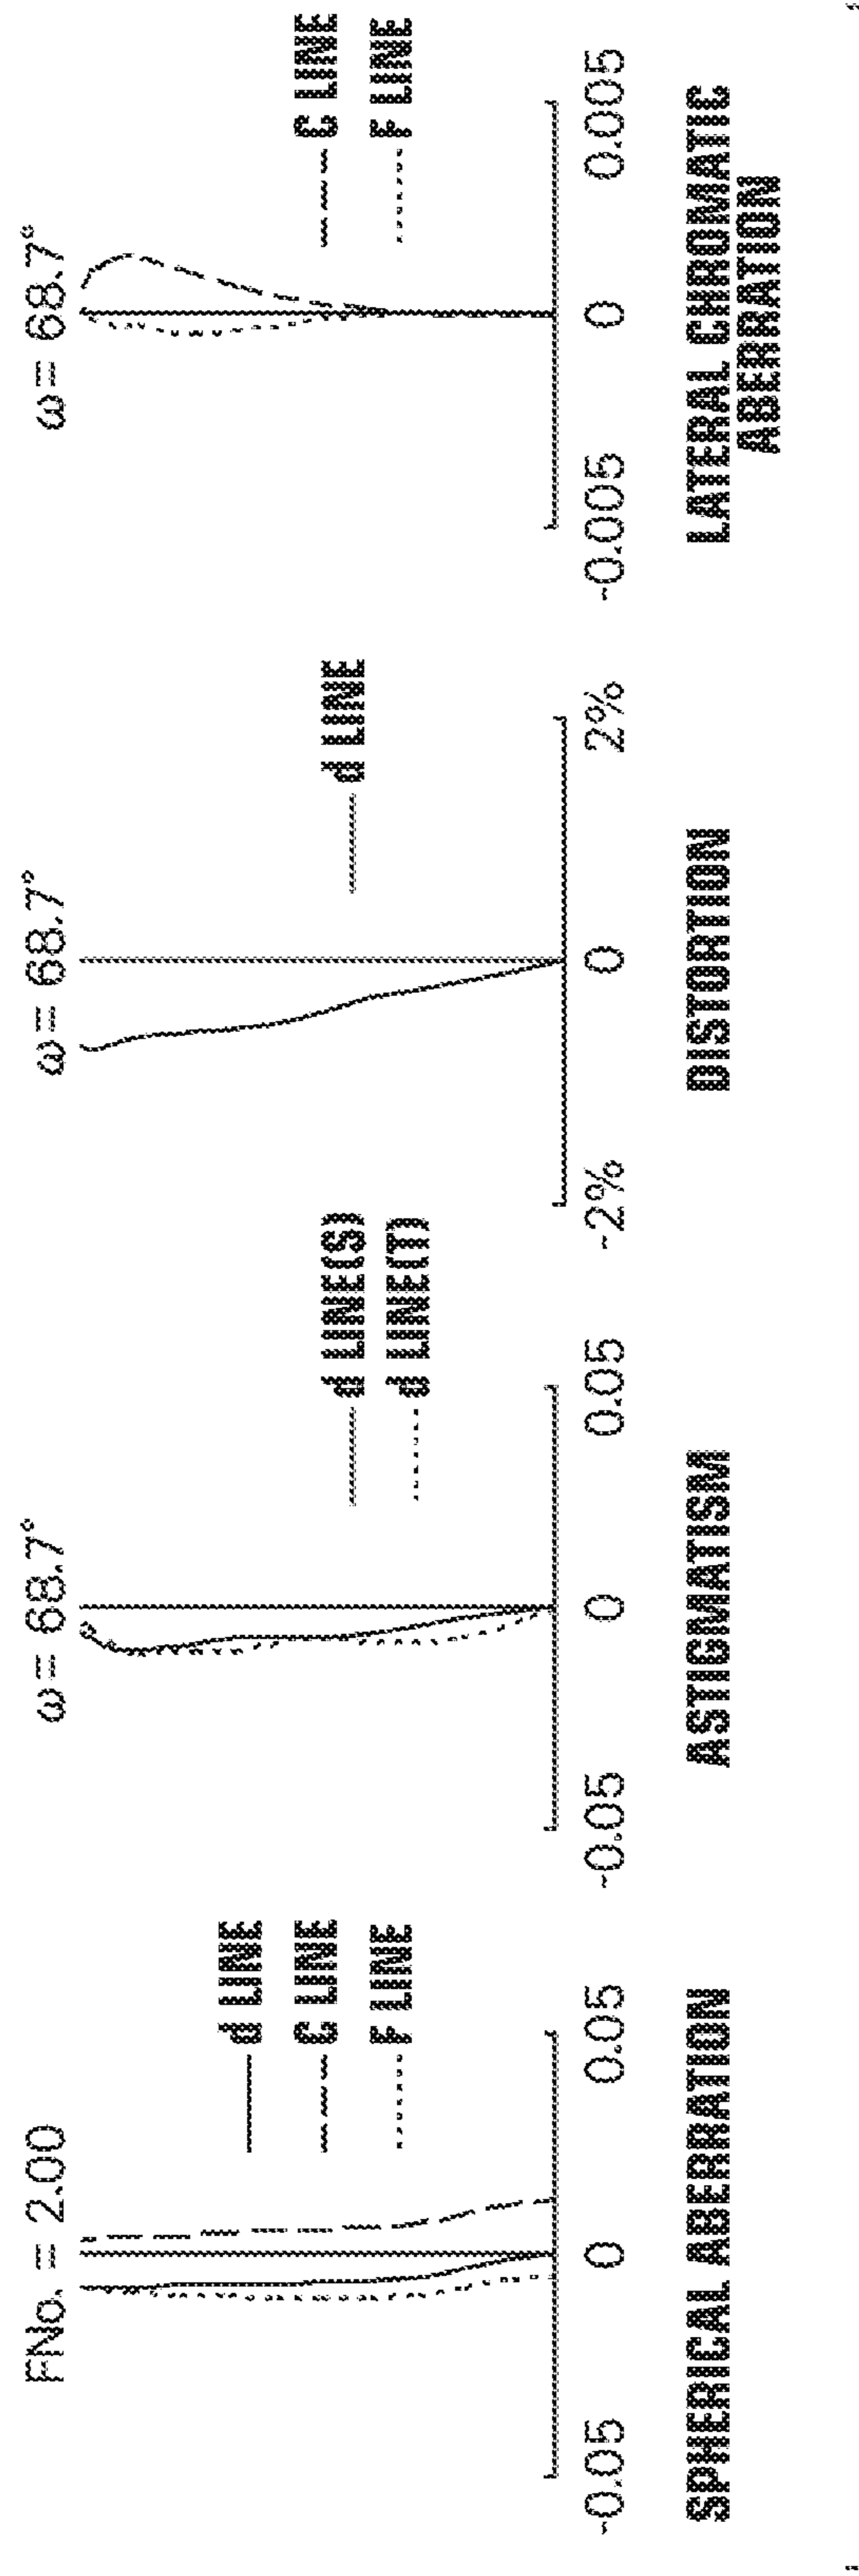 FNo. = 2.00
d LINE
C LINE
F LINE
-0.05
0
0.05
SPHERICAL ABERRATION
ω = 68.7°
d LINE(S)
d LINE(T)
-0.05
0
0.05
ASTIGMATISM
ω = 68.7°
d LINE
-2%
0
2%
DISTORTION
ω = 68.7°
C LINE
F LINE
-0.005
0
0.005
LATERAL CHROMATIC
ABERRATION